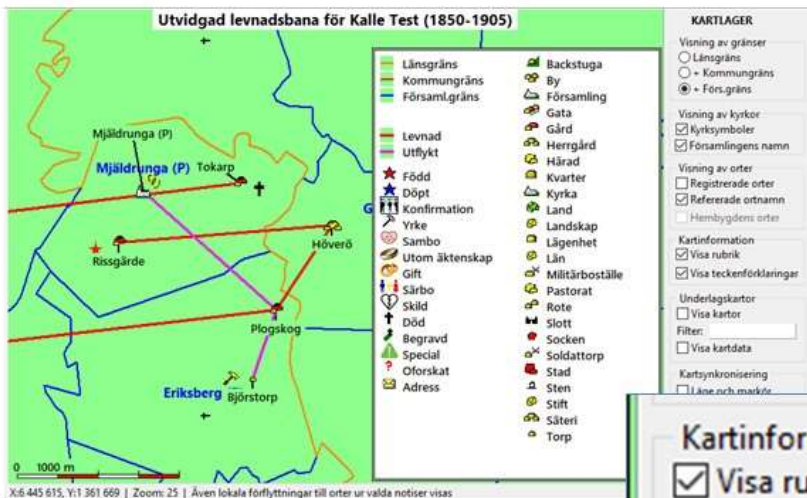 Utvidgad levnadsbana för Kalle Test (1850-1905)
Mjäldrunga (P)
Mjäldrunga (P)
Tokarp
G
Höverö
Rissgärde
Plogskog
Eriksberg
Björstorp
0 1000 m
Länsgräns
Kommungräns
Församl.gräns
Levnad
Utflykt
Född
Döpt
Konfirmation
Yrke
Sambo
Utom äktenskap
Gift
Särbo
Skild
Död
Begravd
Special
Oforskat
Adress
Backstuga
By
Församling
Gata
Gård
Herrgård
Härad
Kvarter
Kyrka
Land
Landskap
Lägenhet
Län
Militärboställe
Pastorat
Rote
Slott
Socken
Soldattorp
Stad
Sten
Stift
Säteri
Torp
KARTLAGER
Visning av gränser
Länsgräns
+ Kommungräns
+ Förs.gräns
Visning av kyrkor
Kyrksymboler
Församlingens namn
Visning av orter
Registrerade orter
Refererade ortnamn
Hembygdens orter
Kartinformation
Visa rubrik
Visa teckenförklaringar
Underlagskartor
Visa kartor
Filter:
Visa kartdata
Kartsynkronisering
Läge och markör
Kartinfor
Visa ru
X:6 445 615, Y:1 361 669 | Zoom: 25 | Även lokala förflyttningar till orter ur valda notiser visas